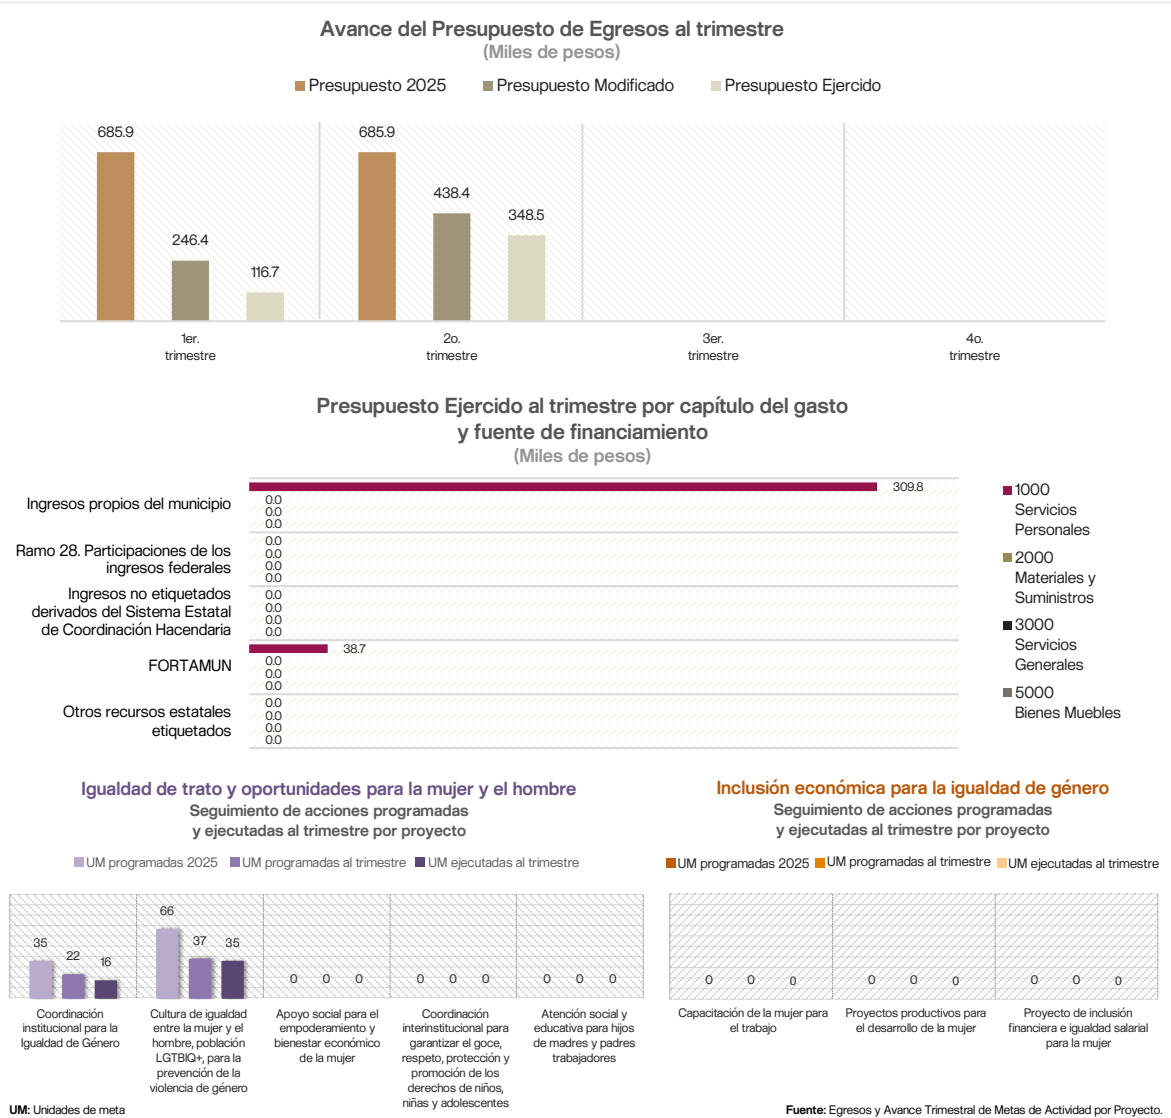 Avance del Presupuesto de Egresos al trimestre
(Miles de pesos)
Presupuesto 2025 Presupuesto Modificado Presupuesto Ejercido
685.9
246.4
116.7
685.9
438.4
348.5
1er.
trimestre
2o.
trimestre
3er.
trimestre
4o.
trimestre
Presupuesto Ejercido al trimestre por capítulo del gasto
y fuente de financiamiento
(Miles de pesos)
Ingresos propios del municipio
309.8
0.0
0.0
0.0
Ramo 28. Participaciones de los
ingresos federales
0.0
0.0
0.0
0.0
Ingresos no etiquetados
derivados del Sistema Estatal
de Coordinación Hacendaria
0.0
0.0
0.0
0.0
FORTAMUN
38.7
0.0
0.0
0.0
Otros recursos estatales
etiquetados
0.0
0.0
0.0
0.0
1000
Servicios
Personales
2000
Materiales y
Suministros
3000
Servicios
Generales
5000
Bienes Muebles
Igualdad de trato y oportunidades para la mujer y el hombre
Seguimiento de acciones programadas
y ejecutadas al trimestre por proyecto
UM programadas 2025 UM programadas al trimestre UM ejecutadas al trimestre
35 22 16
66 37 35
0 0 0
0 0 0
0 0 0
Coordinación
institucional para la
Igualdad de Género
Cultura de igualdad
entre la mujer y el
hombre, población
LGTBIQ+, para la
prevención de la
violencia de género
Apoyo social para el
empoderamiento y
bienestar económico
de la mujer
Coordinación
interinstitucional para
garantizar el goce,
respeto, protección y
promoción de los
derechos de niños,
niñas y adolescentes
Atención social y
educativa para hijos
de madres y padres
trabajadores
UM: Unidades de meta
Inclusión económica para la igualdad de género
Seguimiento de acciones programadas
y ejecutadas al trimestre por proyecto
UM programadas 2025 UM programadas al trimestre UM ejecutadas al trimestre
0 0 0
0 0 0
0 0 0
Capacitación de la mujer para
el trabajo
Proyectos productivos para
el desarrollo de la mujer
Proyecto de inclusión
financiera e igualdad salarial
para la mujer
Fuente: Egresos y Avance Trimestral de Metas de Actividad por Proyecto.